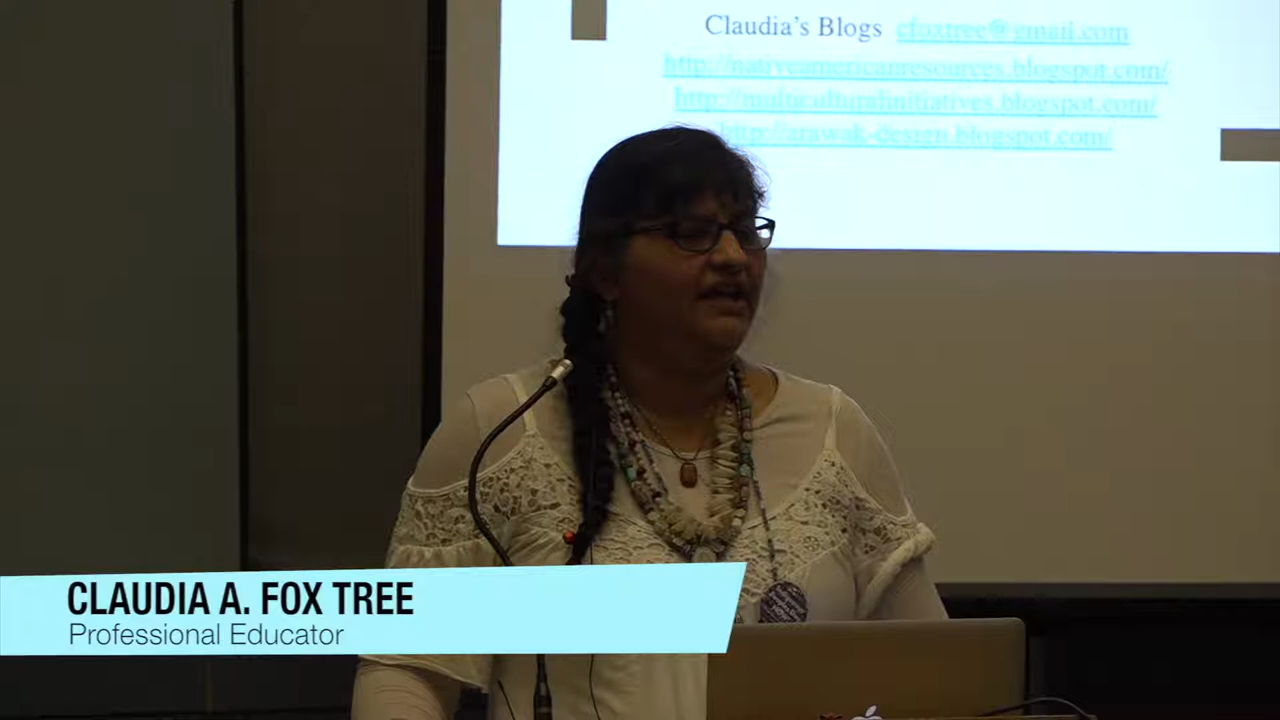 Claudia's Blogs cfoxtree@gmail.com
http://nativeamericanresources.blogspot.com/
http://multiculturalinitiatives.blogspot.com/
http://arawak-design.blogspot.com/
CLAUDIA A. FOX TREE
Professional Educator